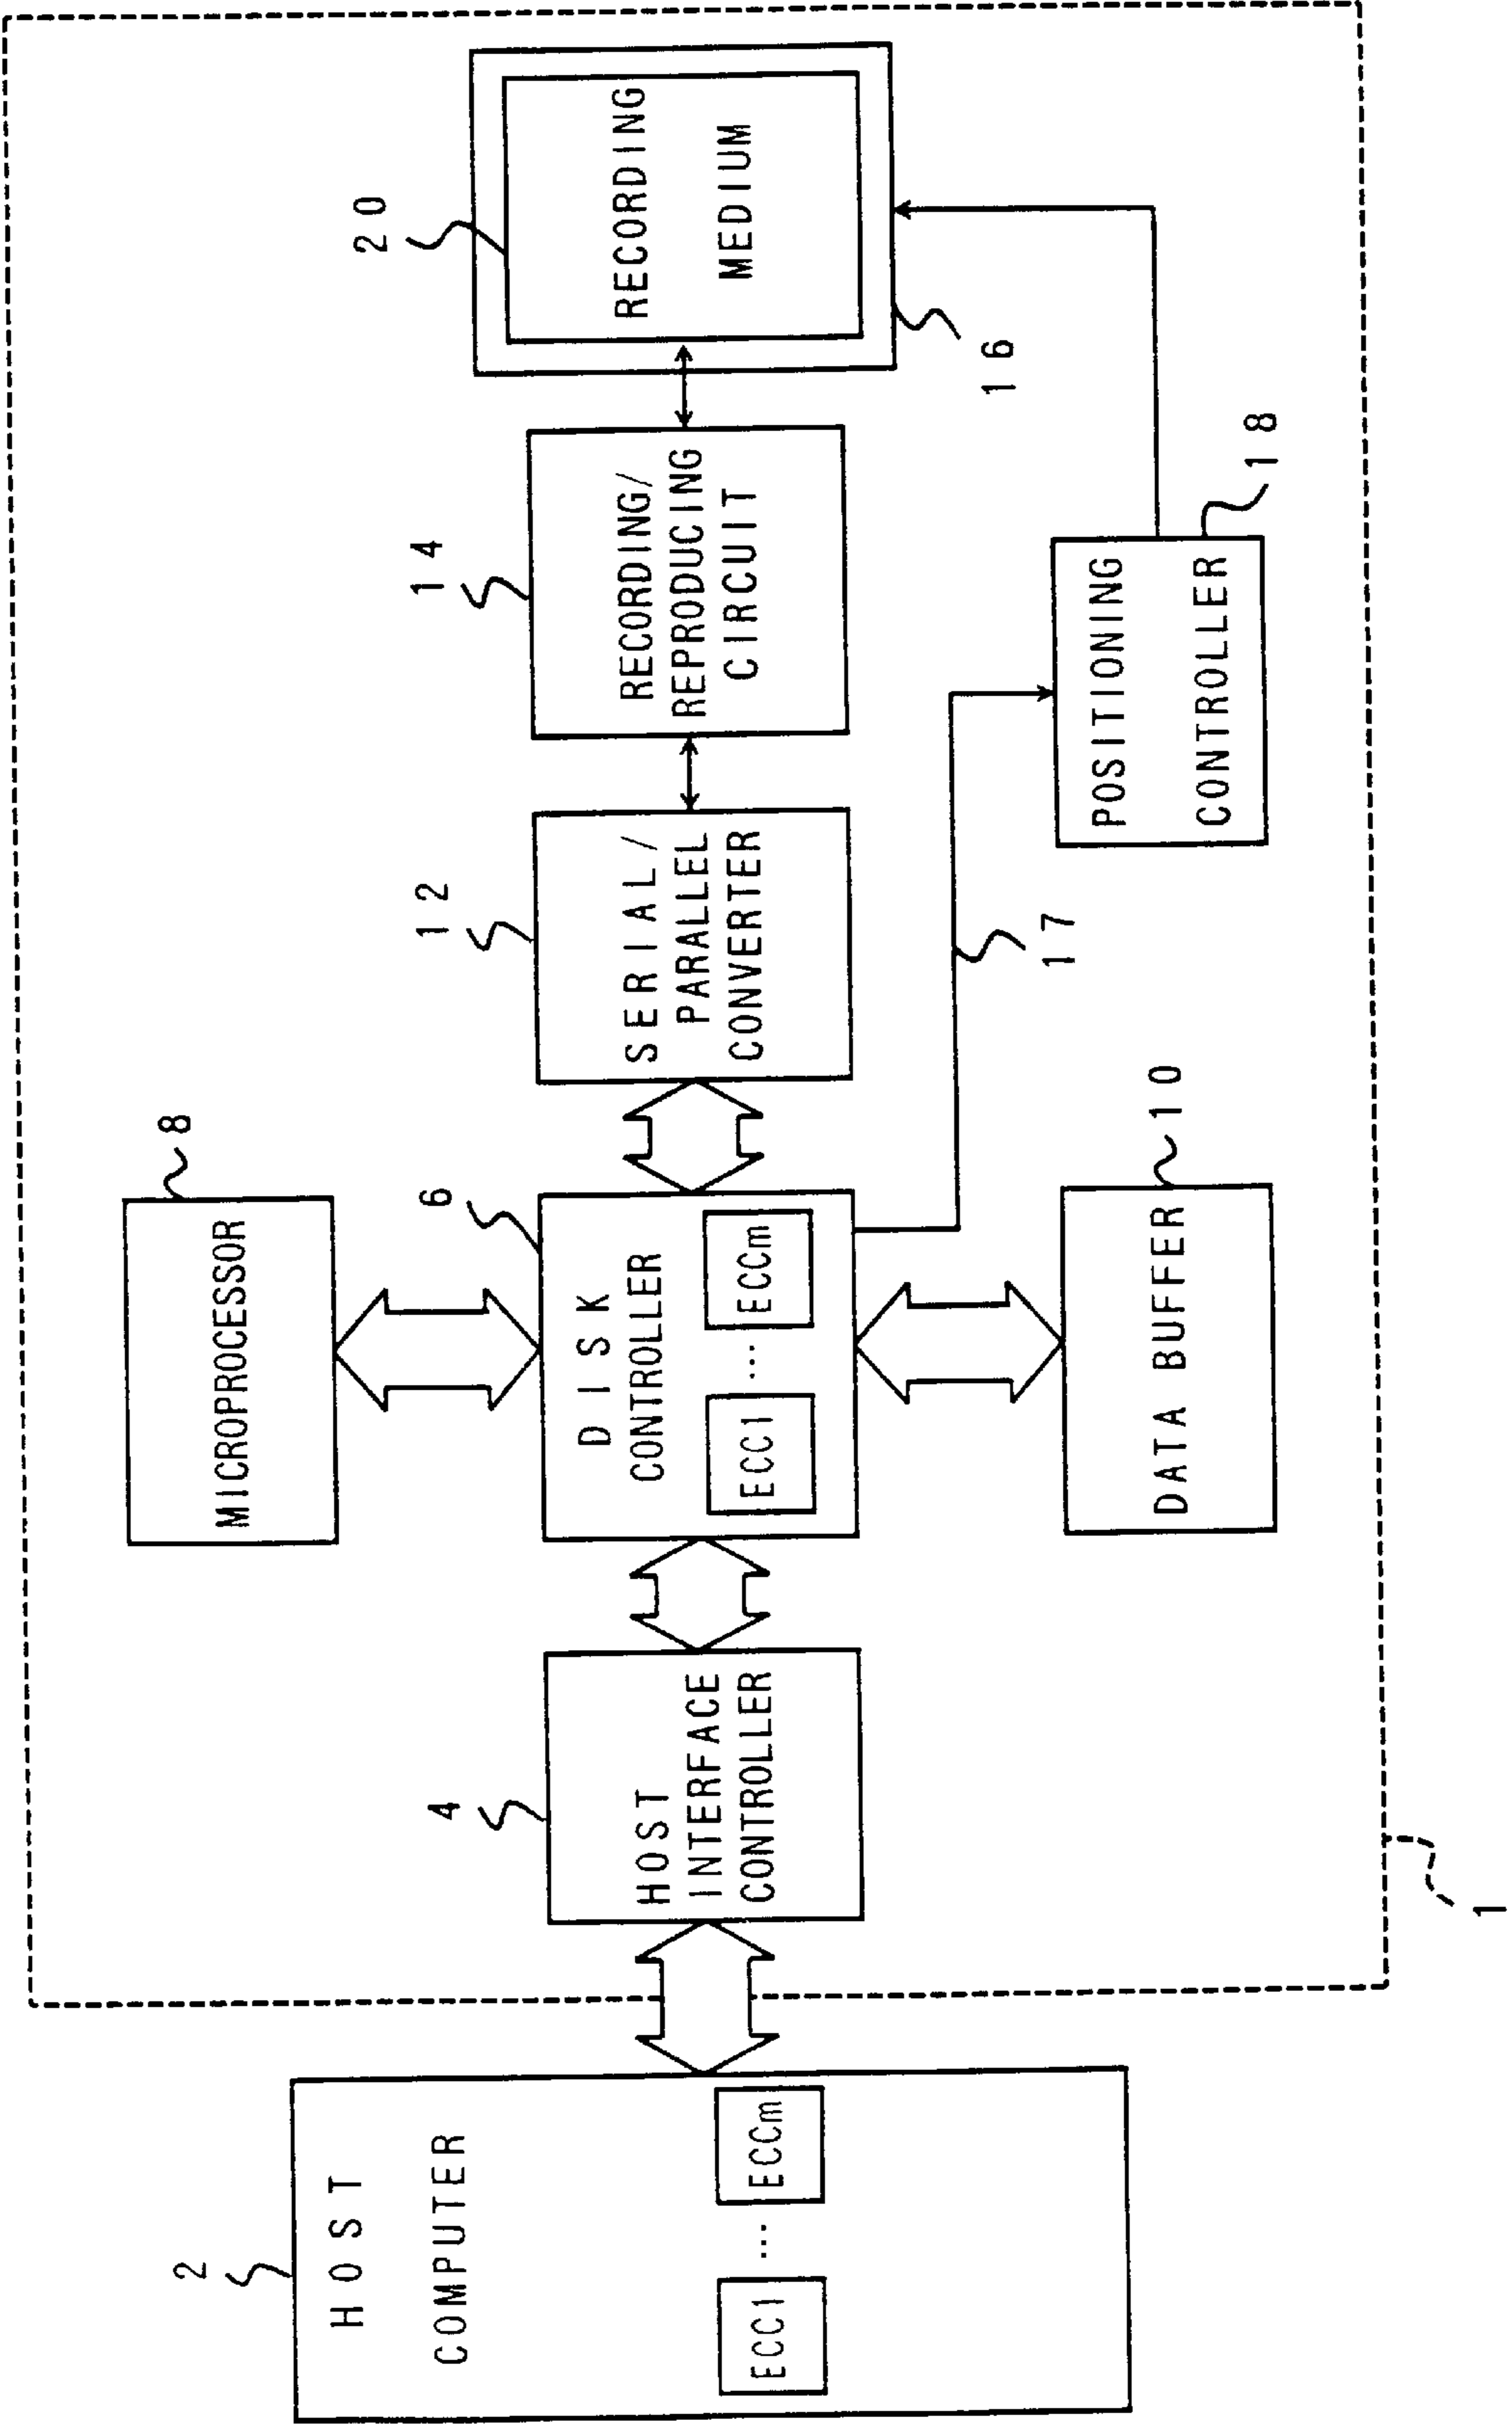 2
HOST
COMPUTER
ECC1 ... ECCm
4
HOST
INTERFACE
CONTROLLER
8
MICROPROCESSOR
6
DISK
CONTROLLER
ECC1 ... ECCm
10
DATA BUFFER
12
SERIAL/
PARALLEL
CONVERTER
14
RECORDING/
REPRODUCING
CIRCUIT
20
RECORDING
MEDIUM
16
17
18
POSITIONING
CONTROLLER
1